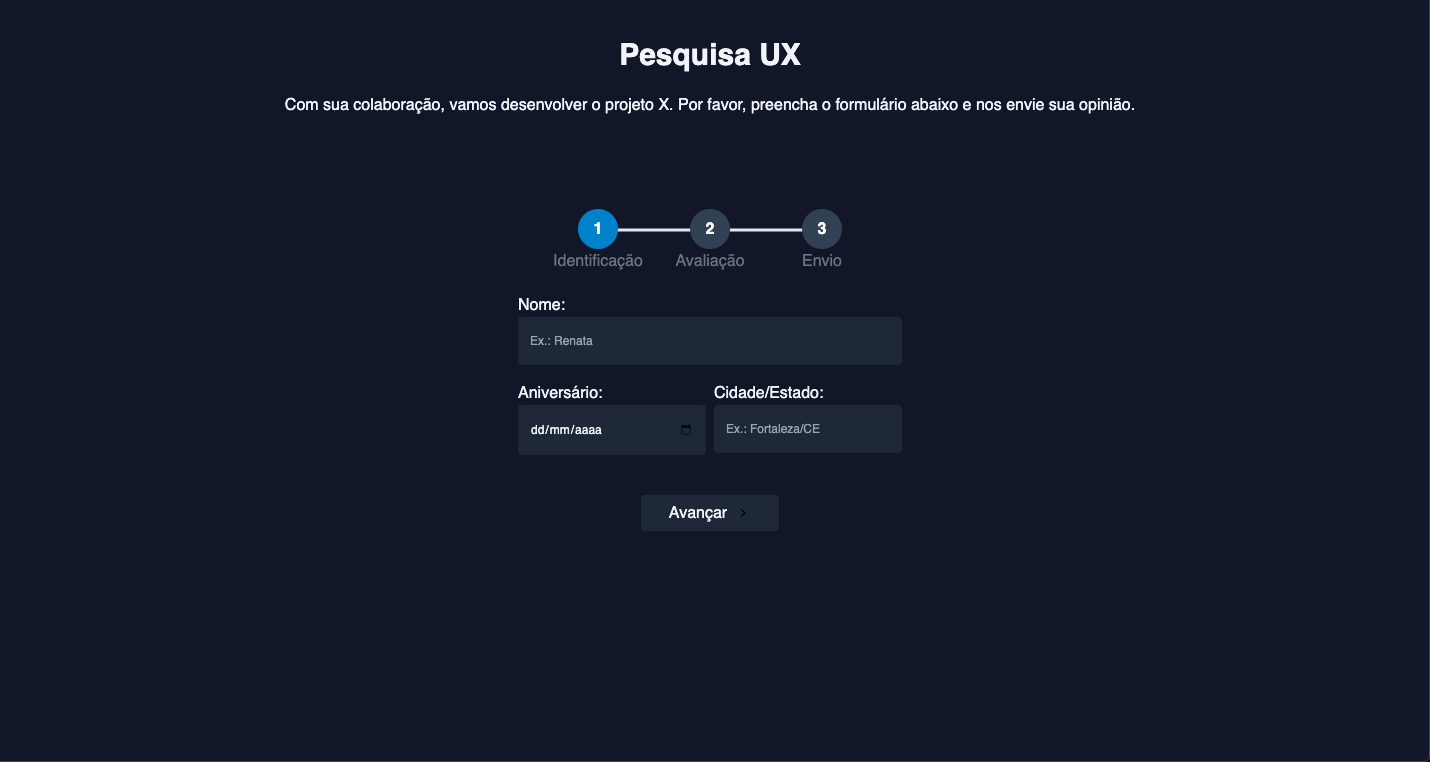 Pesquisa UX
Com sua colaboração, vamos desenvolver o projeto X. Por favor, preencha o formulário abaixo e nos envie sua opinião.
1 2 3
Identificação Avaliação Envio
Nome:
Ex.: Renata
Aniversário: Cidade/Estado:
dd/mm/aaaa Ex.: Fortaleza/CE
Avançar